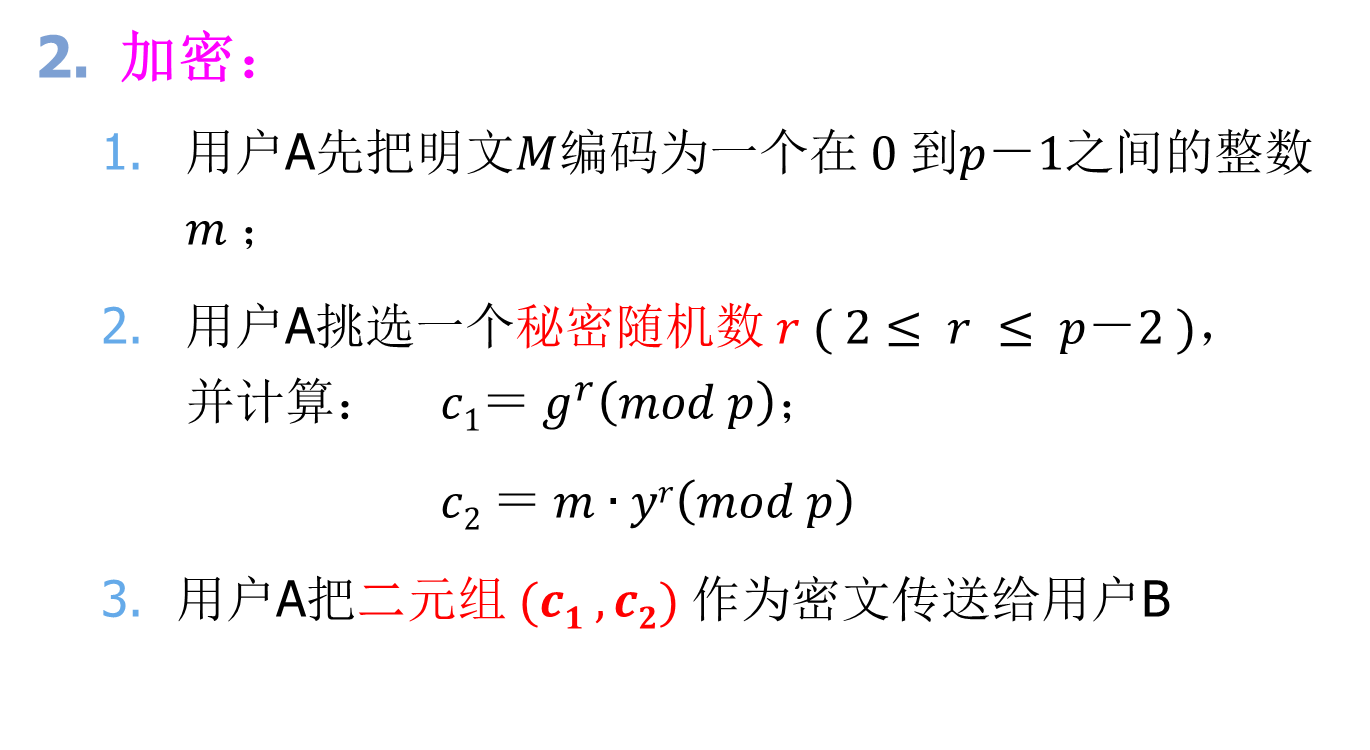 2. 加密：
1. 用户A先把明文M编码为一个在 0 到p－1之间的整数
m ；
2. 用户A挑选一个秘密随机数 r ( 2 ≤ r ≤ p－2 )，
并计算： c₁＝ gʳ(mod p)；
c₂ ＝ m · yʳ(mod p)
3. 用户A把二元组 (c₁ , c₂) 作为密文传送给用户B